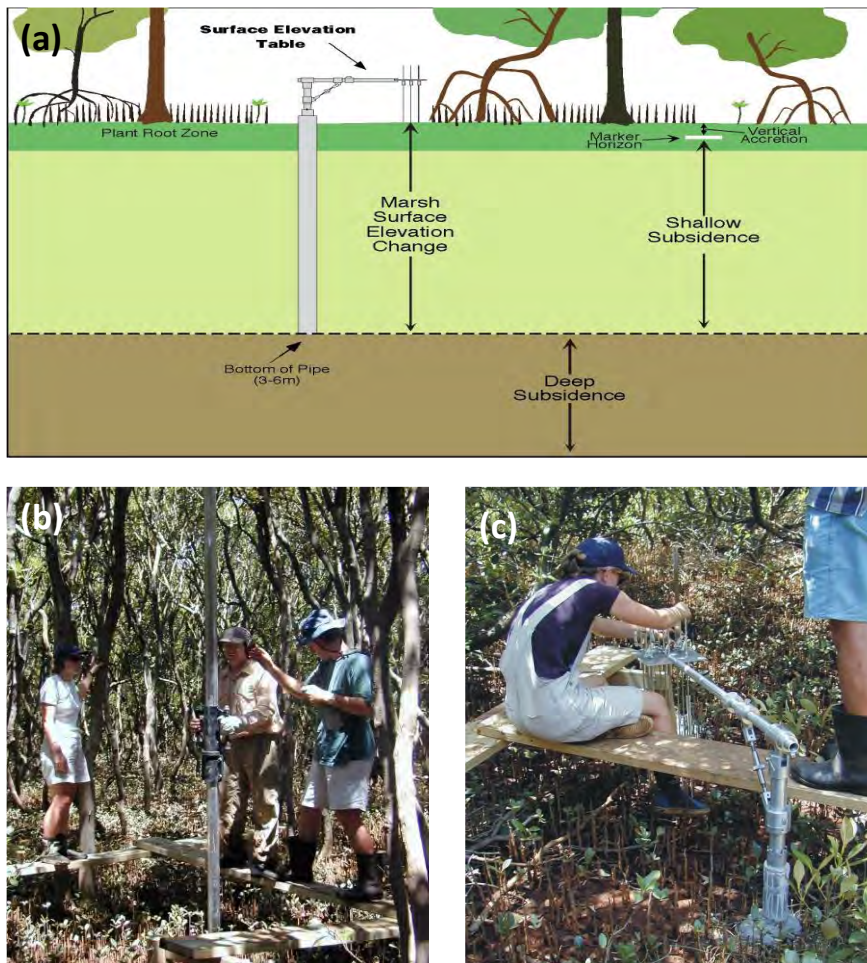 (a)
Surface Elevation
Table
Plant Root Zone
Marker
Horizon
Vertical
Accretion
Marsh
Surface
Elevation
Change
Shallow
Subsidence
Bottom of Pipe
(3-6m)
Deep
Subsidence
(b)
(c)